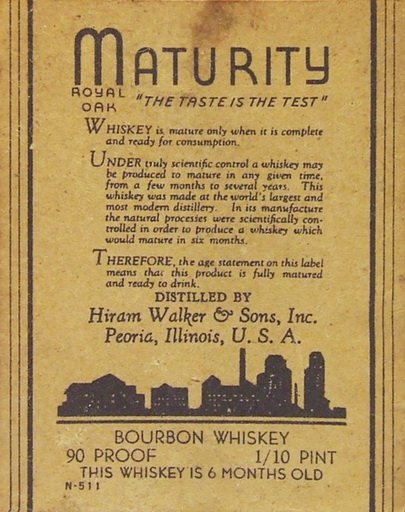 MATURITY
ROYAL
OAK
"THE TASTE IS THE TEST"
WHISKEY is mature only when it is complete
and ready for consumption.
UNDER truly scientific control a whiskey may
be produced to mature in any given time,
from a few months to several years. This
whiskey was made at the world's largest and
most modern distillery. In its manufacture
the natural processes were scientifically con-
trolled in order to produce a whiskey which
would mature in six months.
THEREFORE, the age statement on this label
means that this product is fully matured
and ready to drink.
DISTILLED BY
Hiram Walker & Sons, Inc.
Peoria, Illinois, U. S. A.
BOURBON WHISKEY
90 PROOF 1/10 PINT
THIS WHISKEY IS 6 MONTHS OLD
N-511